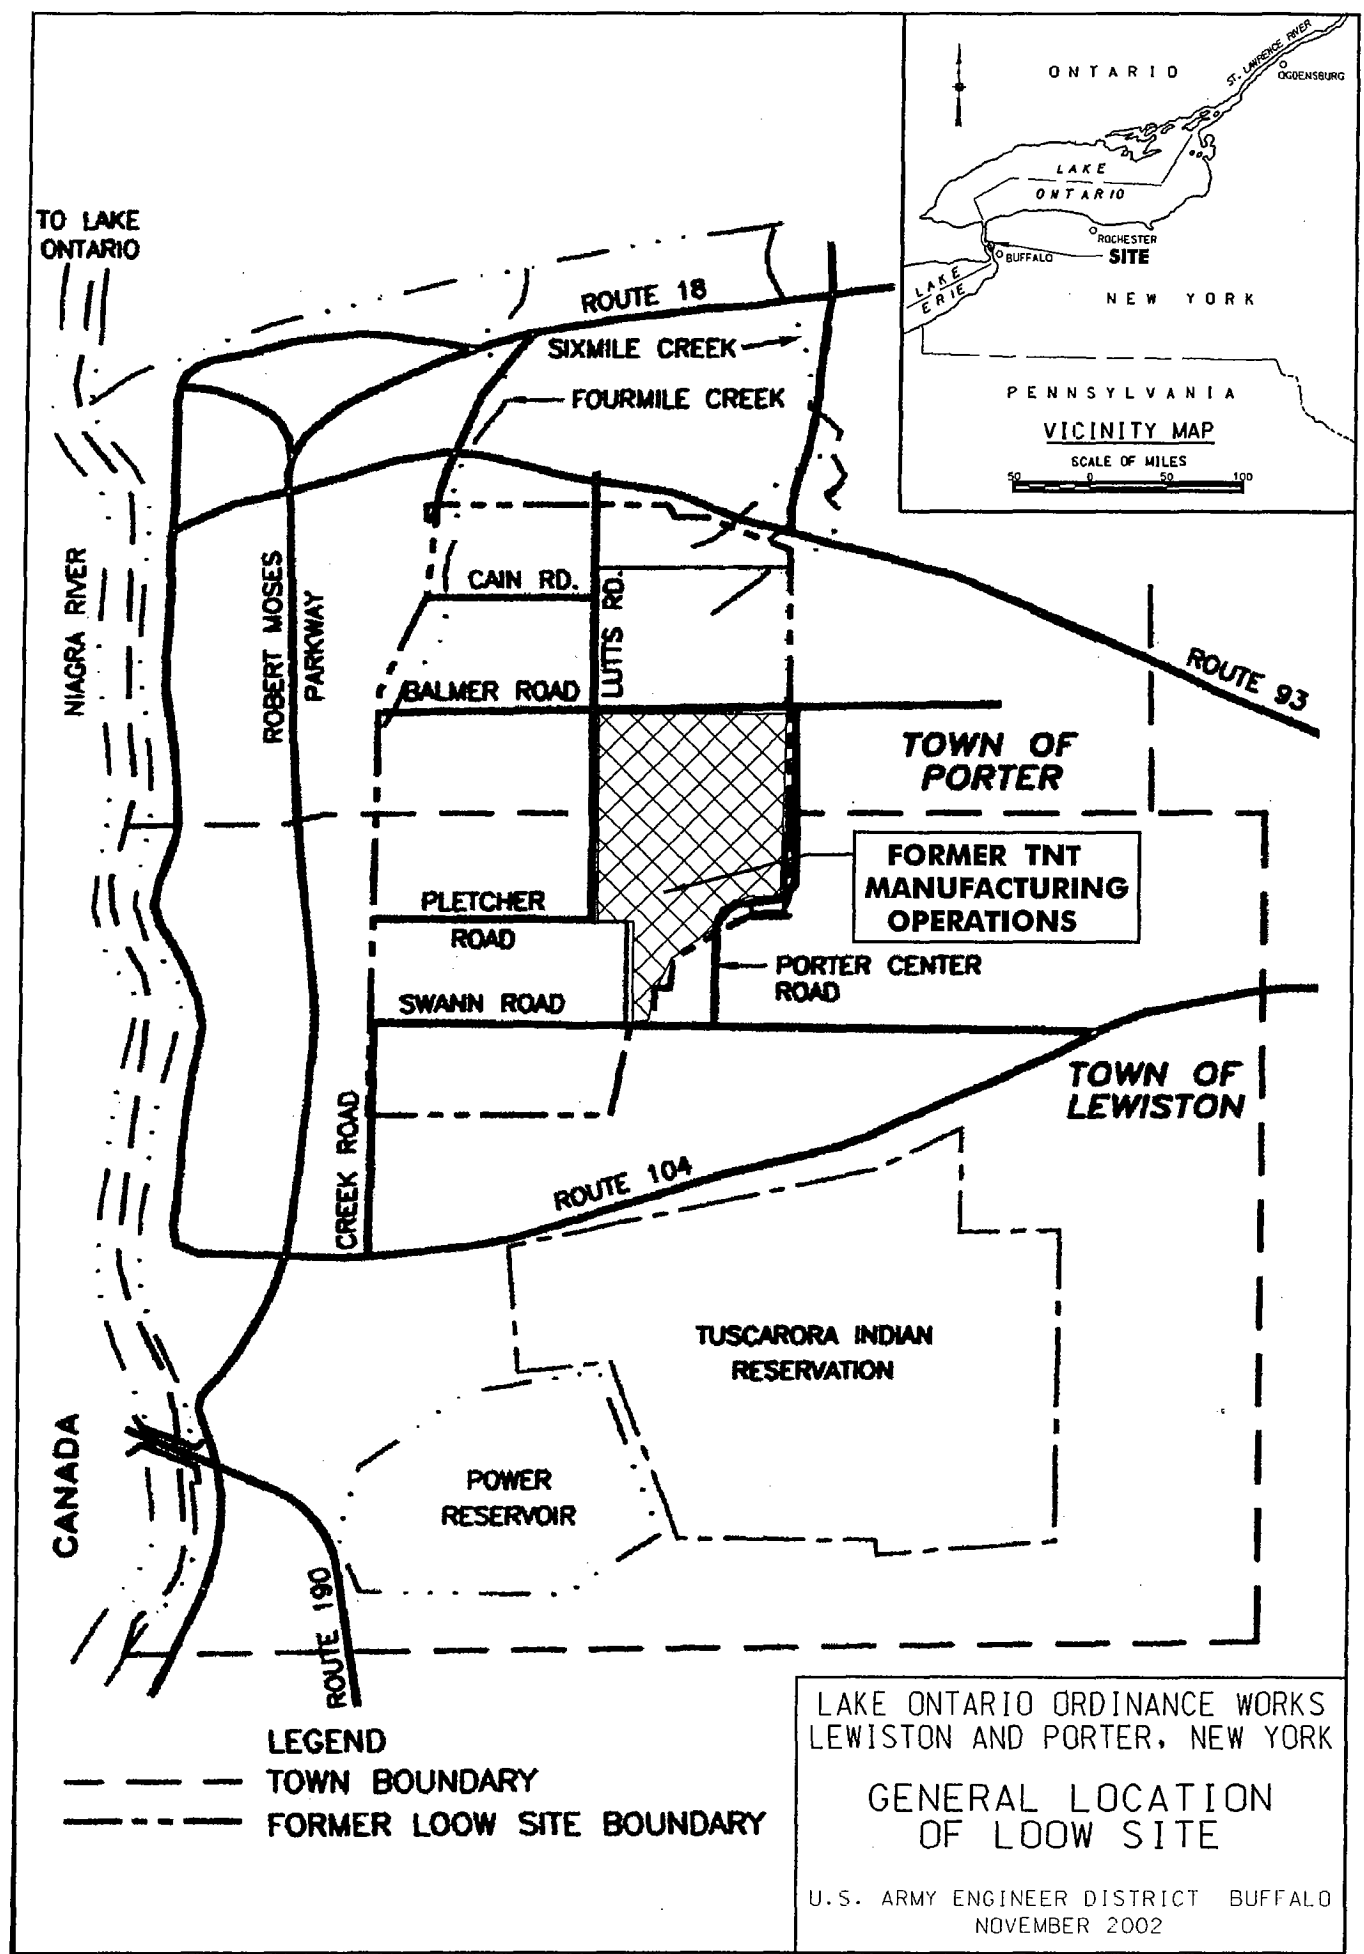 ONTARIO
ST. LAWRENCE RIVER
OGDENSBURG
LAKE
ONTARIO
ROCHESTER
BUFFALO
SITE
LAKE
ERIE
NEW YORK
PENNSYLVANIA
VICINITY MAP
SCALE OF MILES
50 0 50 100
TO LAKE
ONTARIO
ROUTE 18
SIXMILE CREEK
FOURMILE CREEK
NIAGRA RIVER
ROBERT MOSES
PARKWAY
CAIN RD.
LUTTS RD.
BALMER ROAD
ROUTE 93
TOWN OF
PORTER
FORMER TNT
MANUFACTURING
OPERATIONS
PLETCHER
ROAD
PORTER CENTER
ROAD
SWANN ROAD
TOWN OF
LEWISTON
CREEK ROAD
ROUTE 104
TUSCARORA INDIAN
RESERVATION
POWER
RESERVOIR
CANADA
ROUTE 190
LEGEND
TOWN BOUNDARY
FORMER LOOW SITE BOUNDARY
LAKE ONTARIO ORDINANCE WORKS
LEWISTON AND PORTER, NEW YORK
GENERAL LOCATION
OF LOOW SITE
U.S. ARMY ENGINEER DISTRICT BUFFALO
NOVEMBER 2002